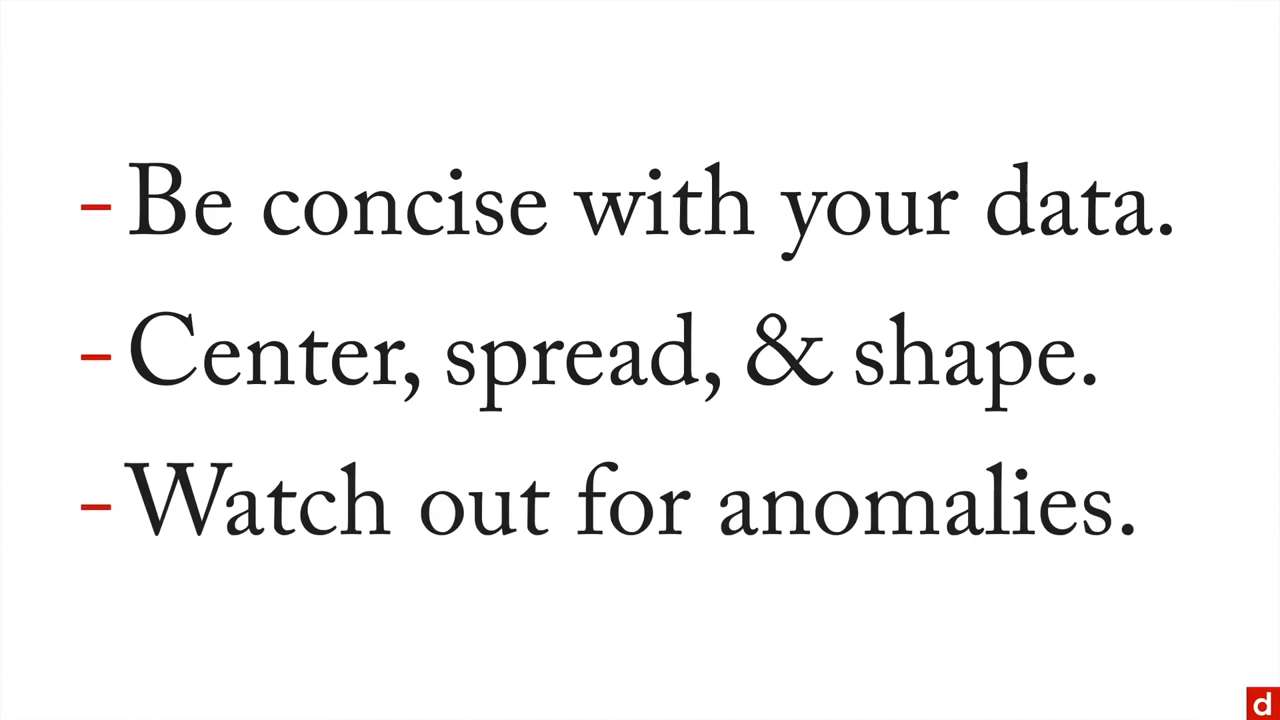 - Be concise with your data.
- Center, spread, & shape.
- Watch out for anomalies.
d